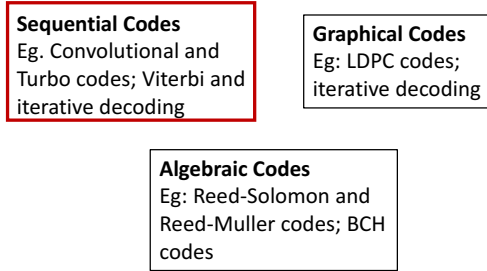 Sequential Codes
Eg. Convolutional and
Turbo codes; Viterbi and
iterative decoding
Graphical Codes
Eg: LDPC codes;
iterative decoding
Algebraic Codes
Eg: Reed-Solomon and
Reed-Muller codes; BCH
codes